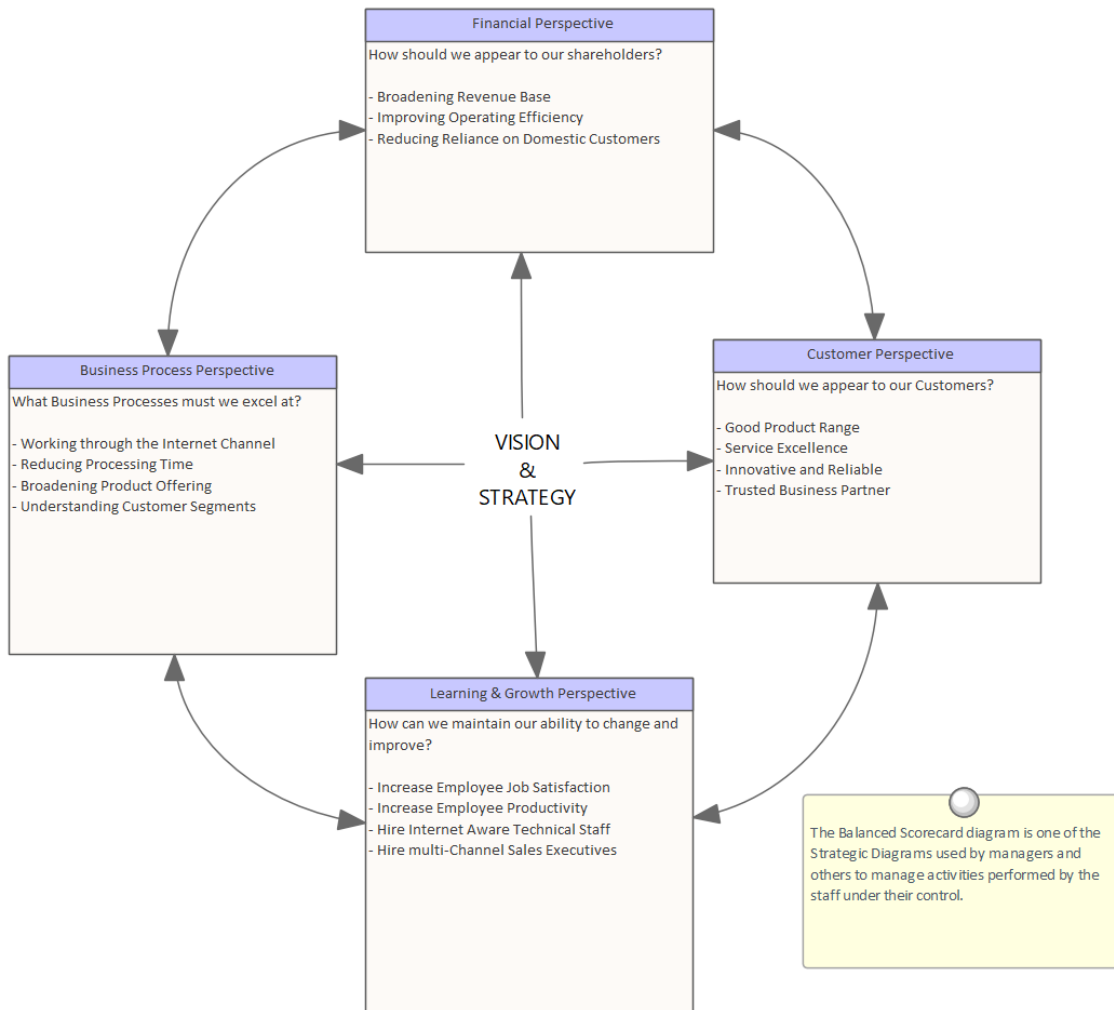 Financial Perspective
How should we appear to our shareholders?
- Broadening Revenue Base
- Improving Operating Efficiency
- Reducing Reliance on Domestic Customers
Business Process Perspective
What Business Processes must we excel at?
- Working through the Internet Channel
- Reducing Processing Time
- Broadening Product Offering
- Understanding Customer Segments
VISION
&
STRATEGY
Customer Perspective
How should we appear to our Customers?
- Good Product Range
- Service Excellence
- Innovative and Reliable
- Trusted Business Partner
Learning & Growth Perspective
How can we maintain our ability to change and
improve?
- Increase Employee Job Satisfaction
- Increase Employee Productivity
- Hire Internet Aware Technical Staff
- Hire multi-Channel Sales Executives
The Balanced Scorecard diagram is one of the
Strategic Diagrams used by managers and
others to manage activities performed by the
staff under their control.